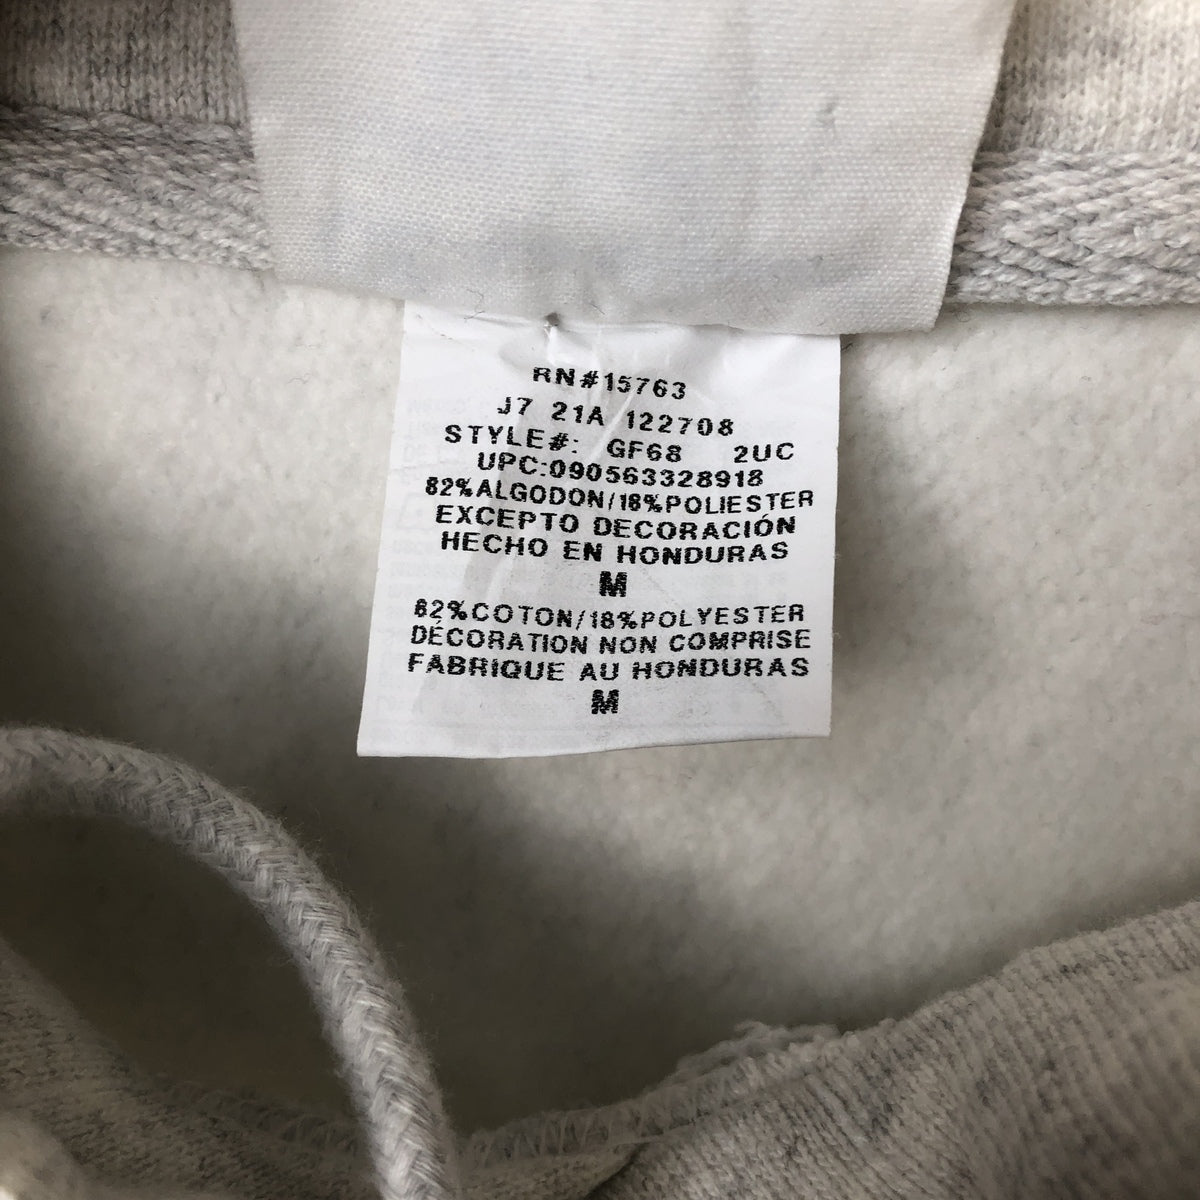 RN#15763
J7 21A 122708
STYLE#: GF68 2UC
UPC:090563328918
82%ALGODON/18%POLIESTER
EXCEPTO DECORACIÓN
HECHO EN HONDURAS
M
82%COTON/18%POLYESTER
DÉCORATION NON COMPRISE
FABRIQUE AU HONDURAS
M